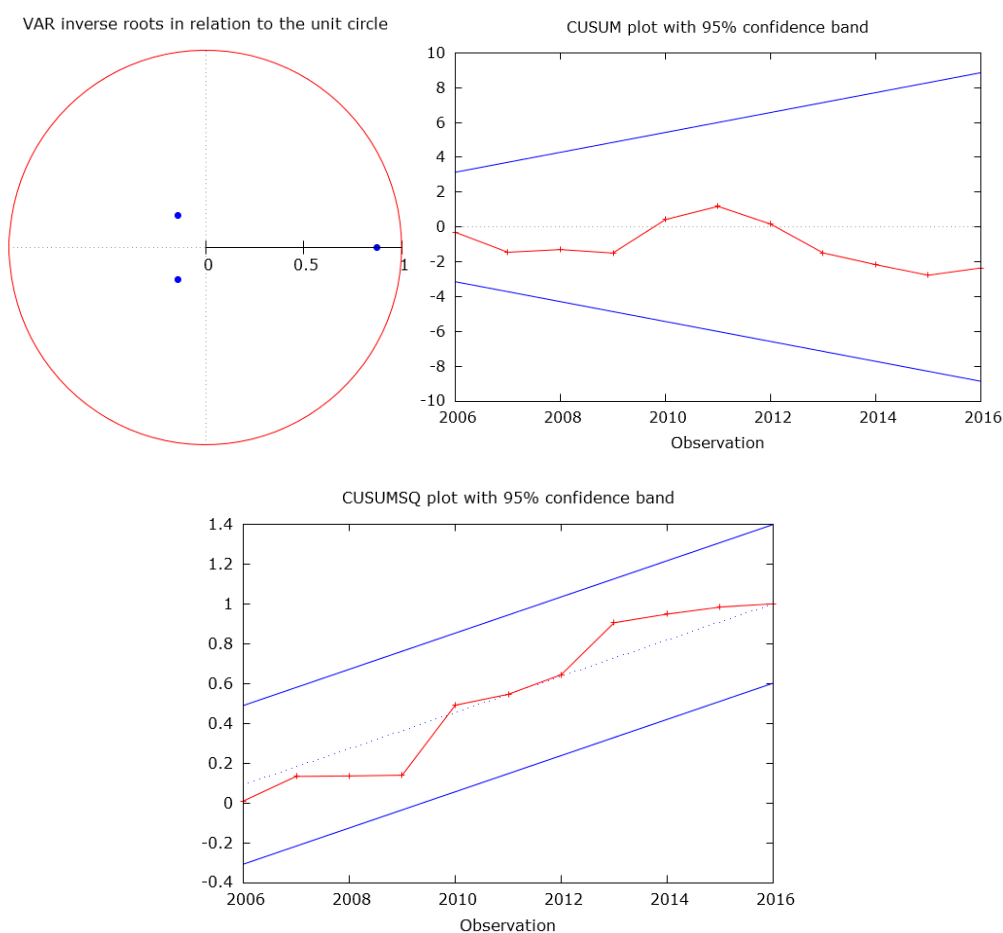 VAR inverse roots in relation to the unit circle
0 0.5 1
CUSUM plot with 95% confidence band
10
8
6
4
2
0
-2
-4
-6
-8
-10
2006 2008 2010 2012 2014 2016
Observation
CUSUMSQ plot with 95% confidence band
1.4
1.2
1
0.8
0.6
0.4
0.2
0
-0.2
-0.4
2006 2008 2010 2012 2014 2016
Observation